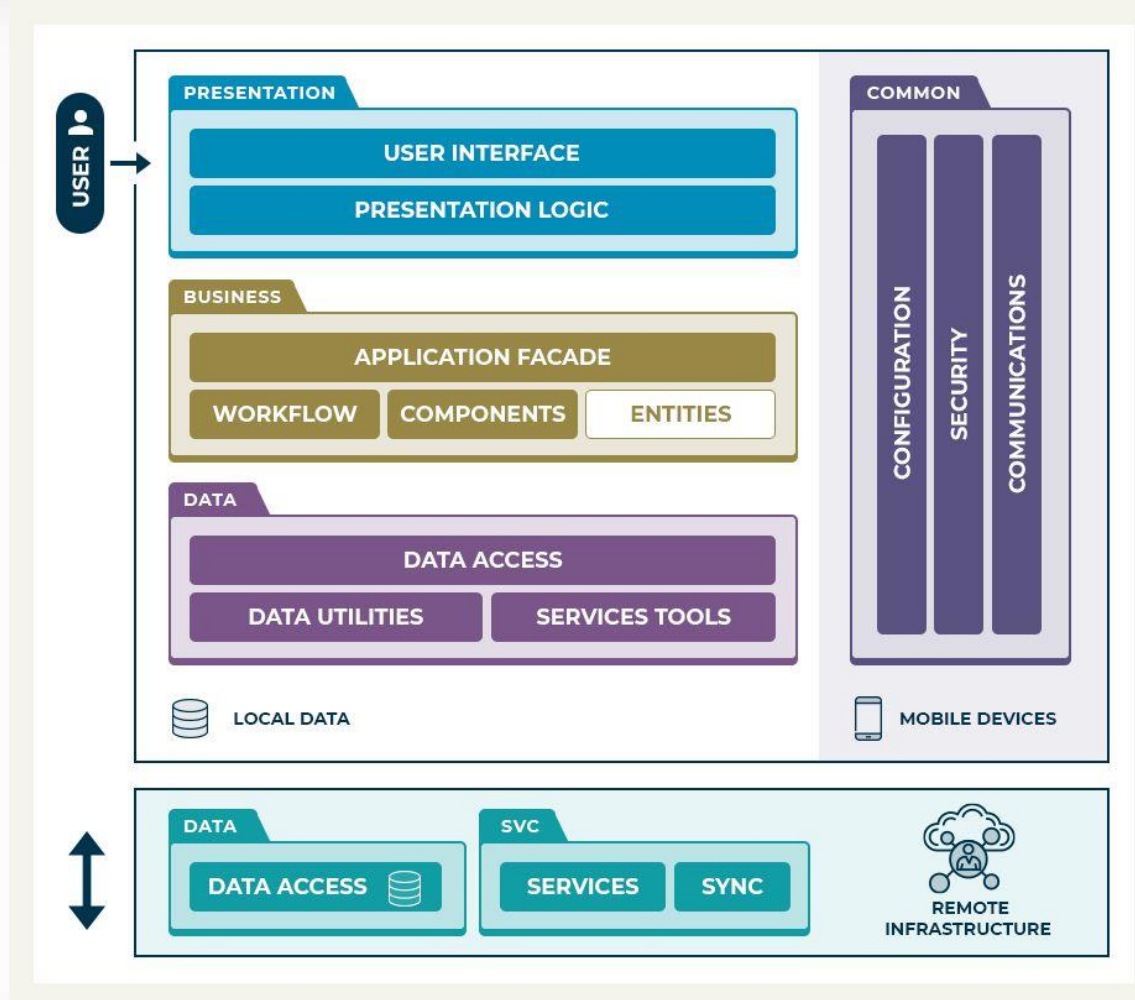 USER
PRESENTATION
USER INTERFACE
PRESENTATION LOGIC
BUSINESS
APPLICATION FACADE
WORKFLOW
COMPONENTS
ENTITIES
DATA
DATA ACCESS
DATA UTILITIES
SERVICES TOOLS
LOCAL DATA
COMMON
CONFIGURATION
SECURITY
COMMUNICATIONS
MOBILE DEVICES
DATA
DATA ACCESS
SVC
SERVICES
SYNC
REMOTE
INFRASTRUCTURE